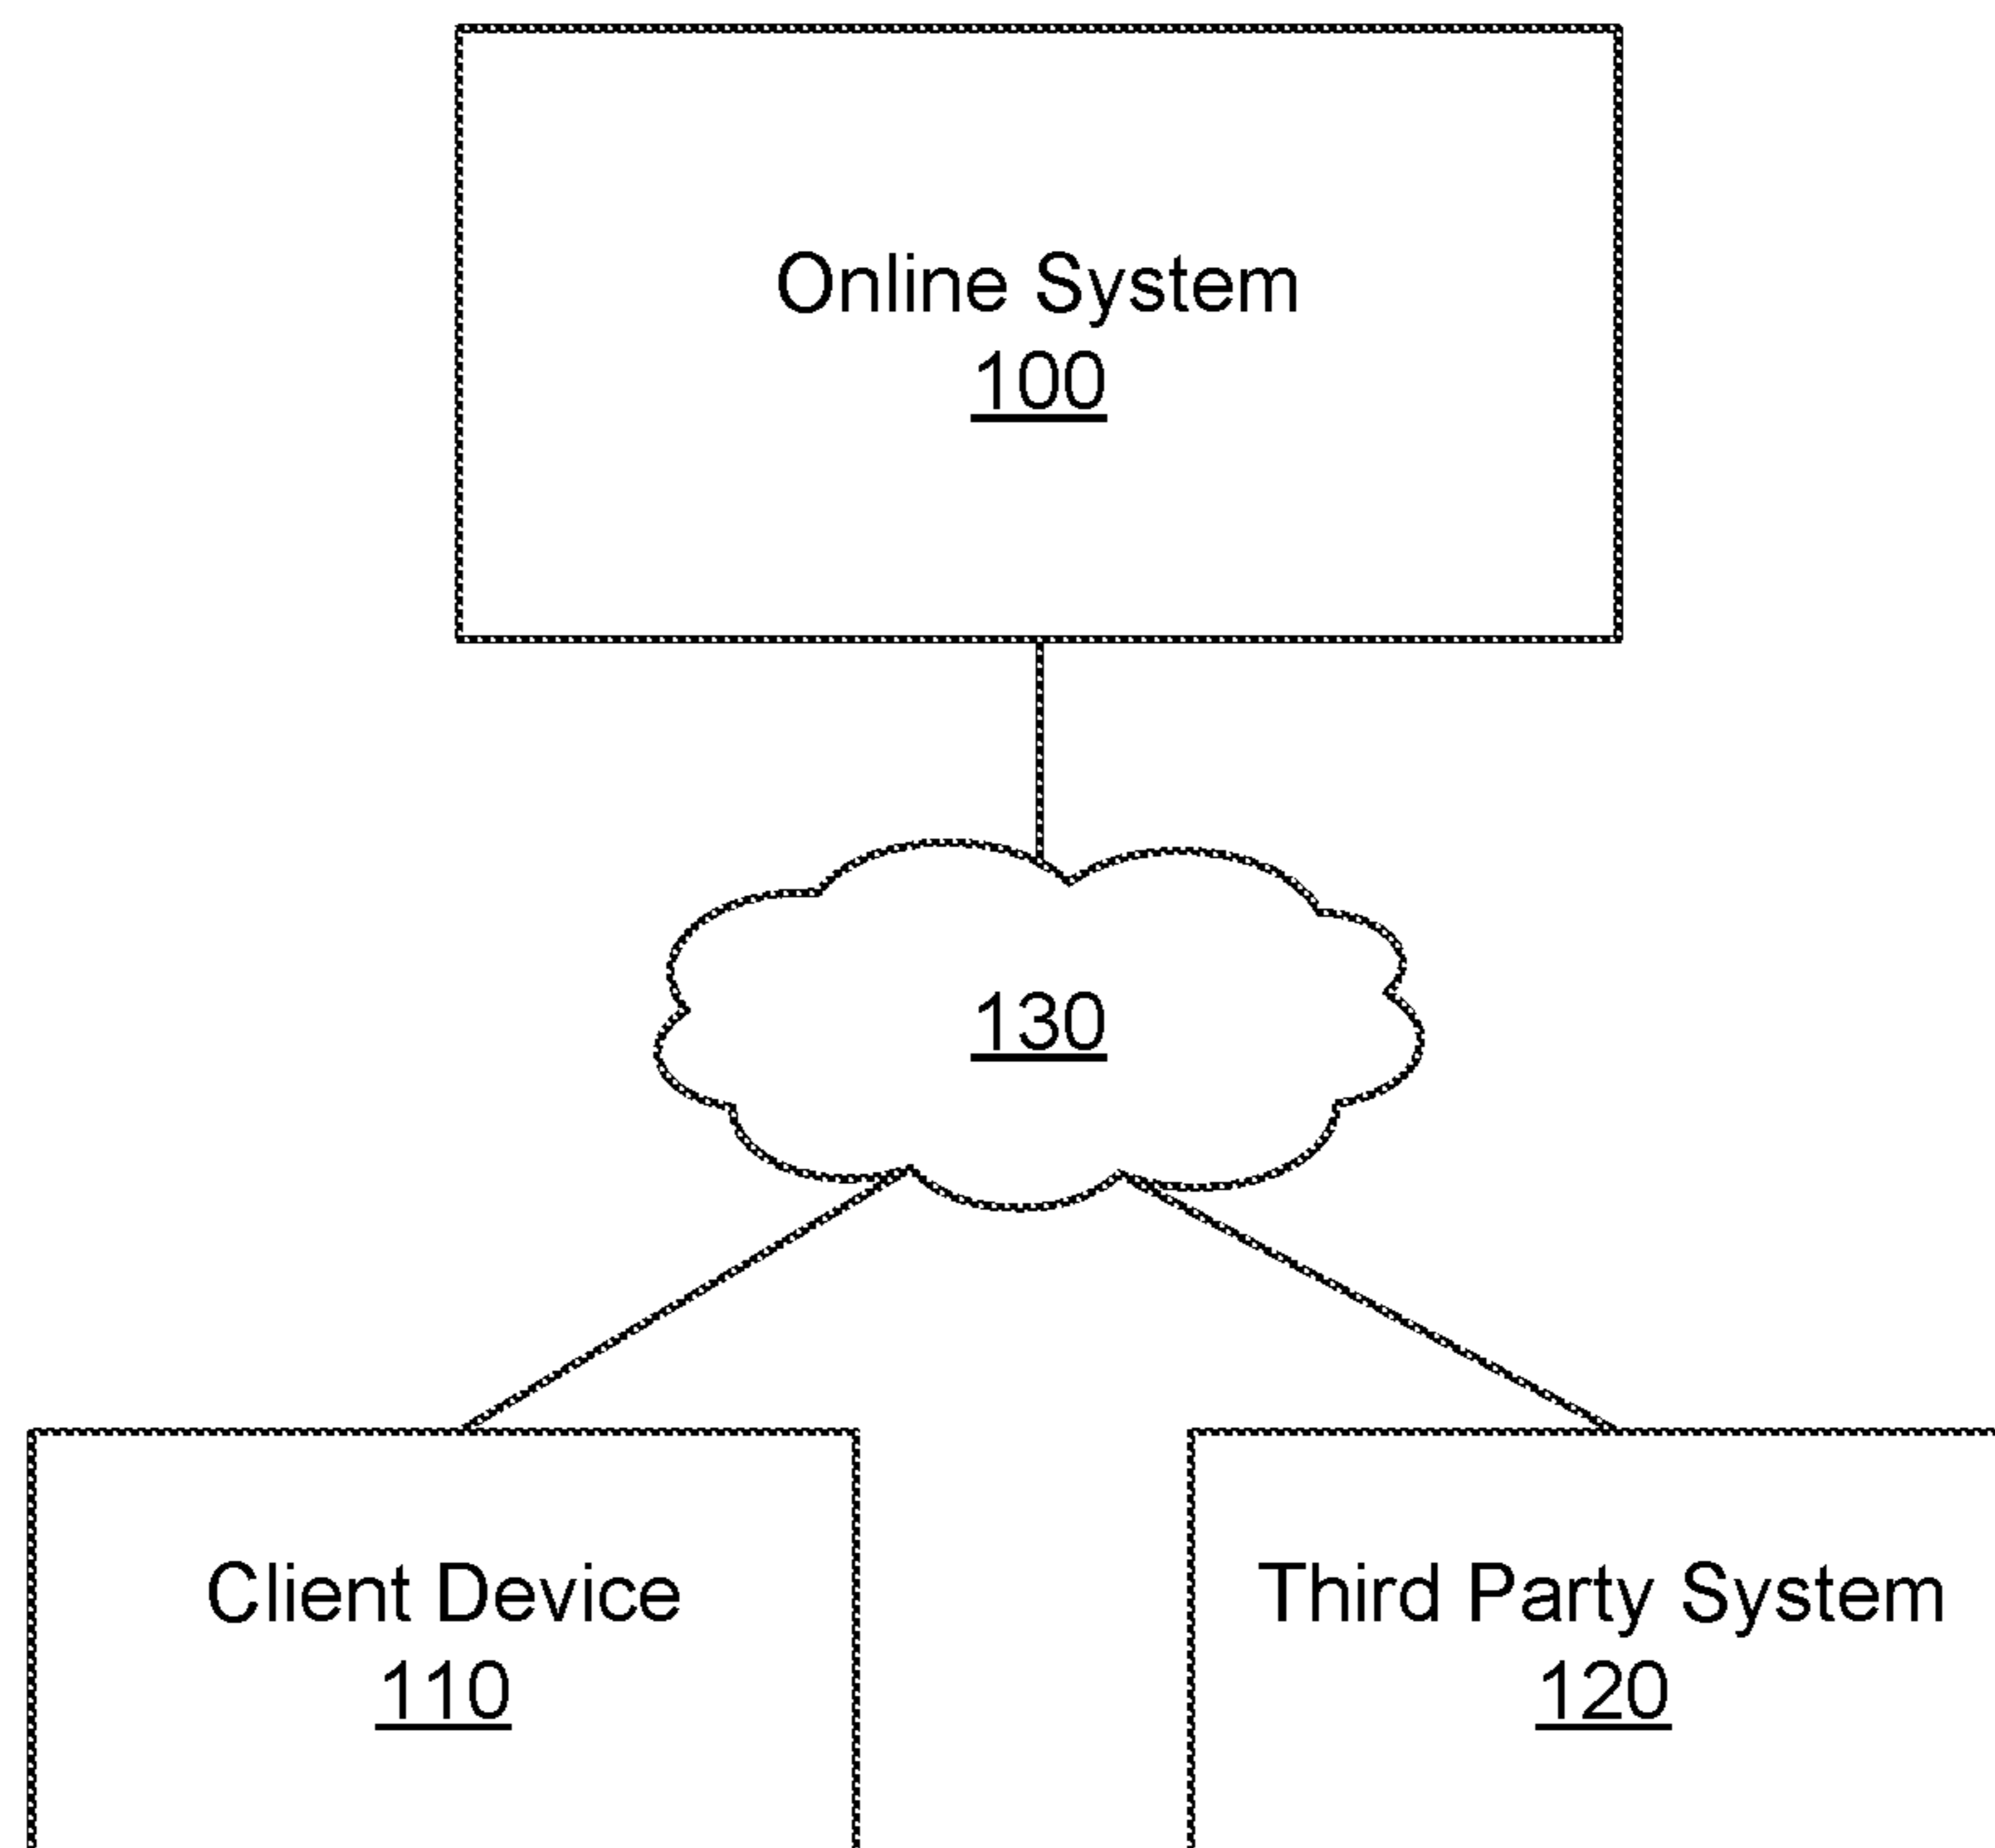 Online System
100
130
Client Device
110
Third Party System
120